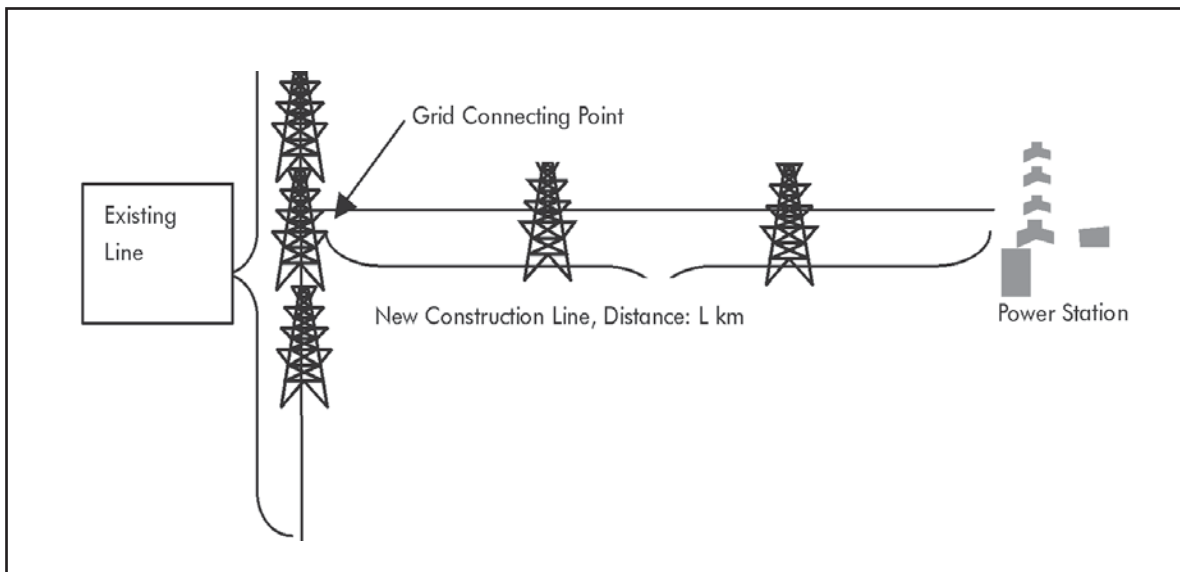 Grid Connecting Point
Existing
Line
New Construction Line, Distance: L km
Power Station